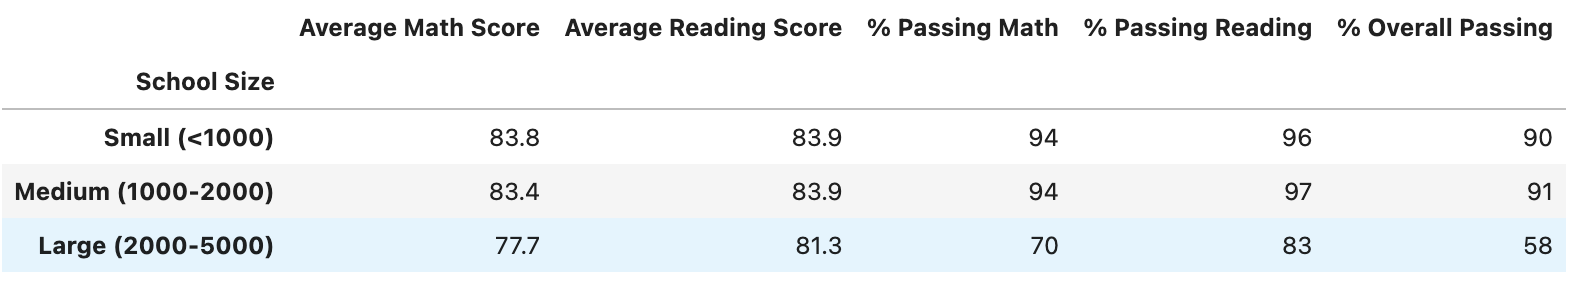 Average Math Score Average Reading Score % Passing Math % Passing Reading % Overall Passing
School Size
Small (<1000) 83.8 83.9 94 96 90
Medium (1000-2000) 83.4 83.9 94 97 91
Large (2000-5000) 77.7 81.3 70 83 58